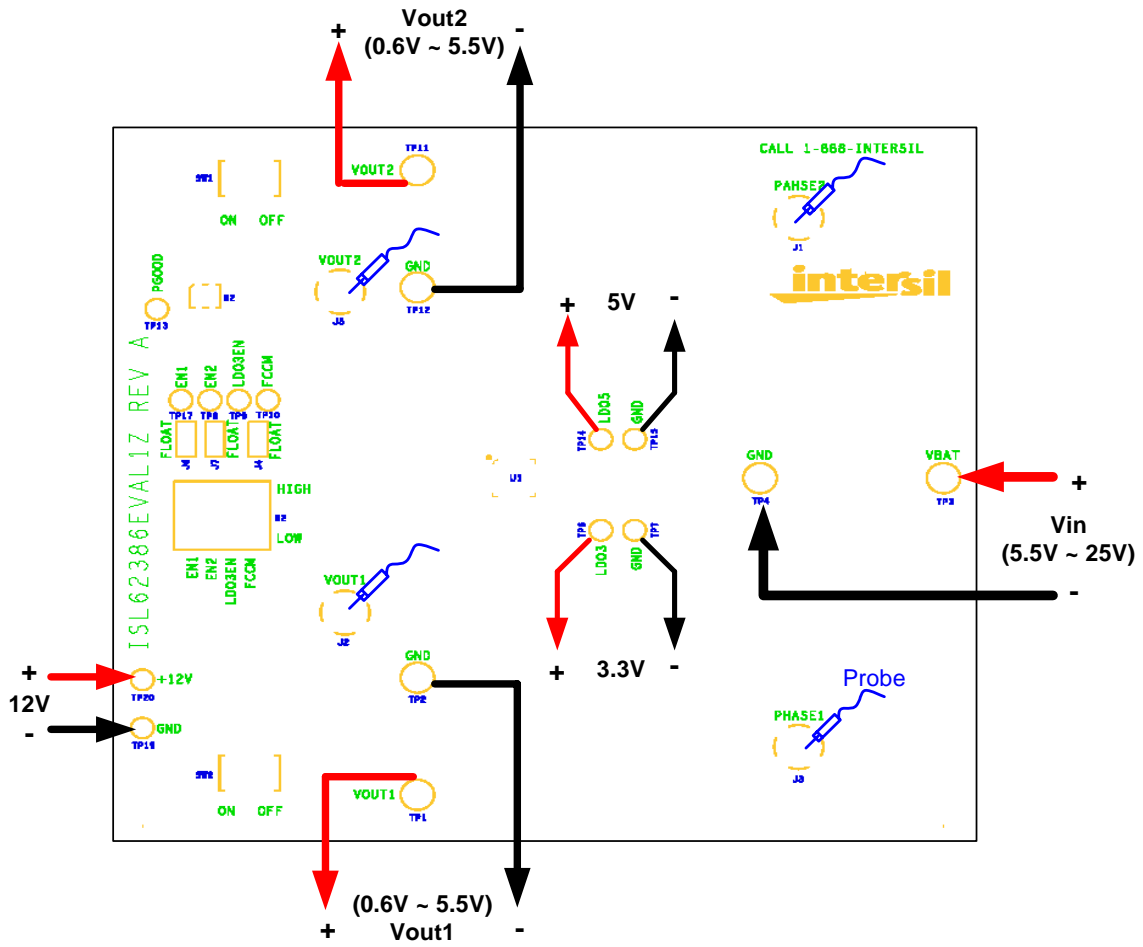 Vout2
(0.6V ~ 5.5V)
+ -
CALL 1-868-INTERSIL
TP11
VOUT2
SW1
ON OFF
PAHSE2
J1
intersil
PGOOD
TP13
VOUT2
J5
GND
TP12
+ 5V -
ISL62386EVAL1Z REV A
EN1
EN2
LDO3EN
FCCM
TP17
TP8
TP9
TP10
FLOAT
FLOAT
FLOAT
J7
J4
LDO5
GND
TP14
TP15
GND
TP4
VBAT
TP3
+
Vin
(5.5V ~ 25V)
-
HIGH
LOW
EN1
EN2
LDO3EN
FCCM
TP6
LDO3
GND
TP7
+ 3.3V -
VOUT1
J2
+
12V
-
+12V
TP20
GND
TP19
GND
TP2
Probe
PHASE1
J3
SW2
ON OFF
VOUT1
TP1
(0.6V ~ 5.5V)
+ Vout1 -